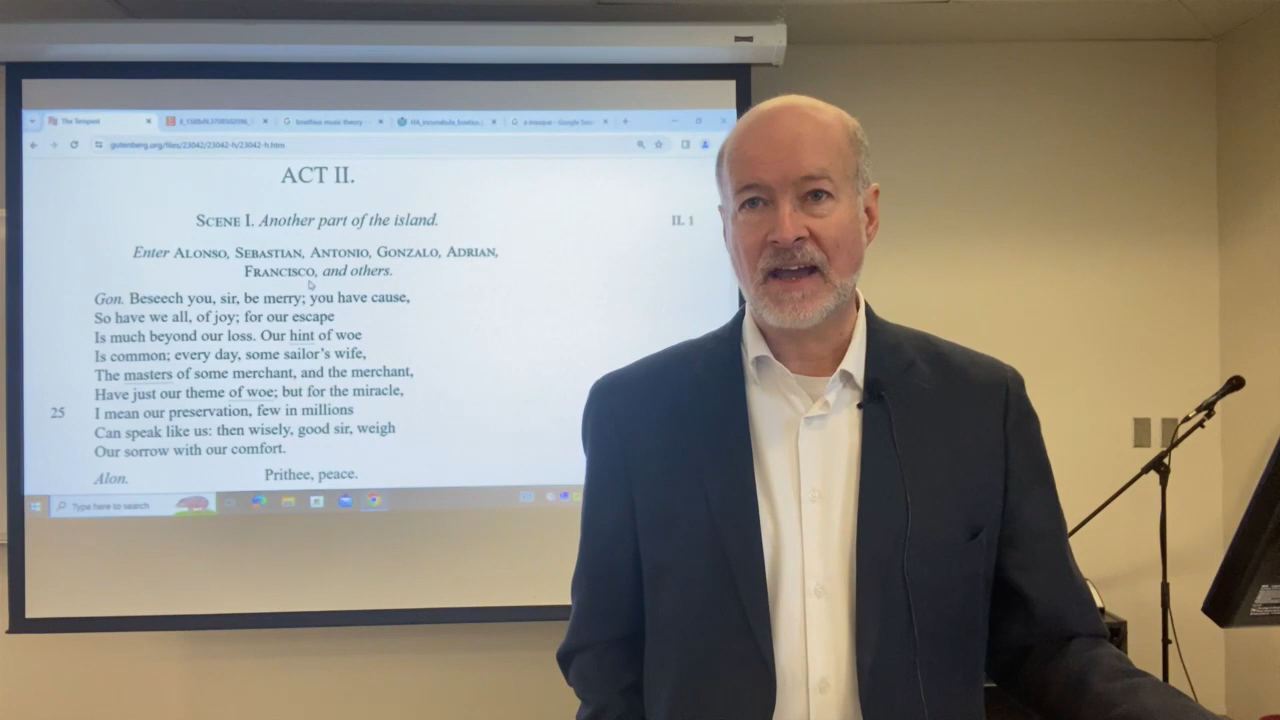 The Tempest
boethius music theory
a masque - Google Sea
gutenberg.org/files/23042/23042-h/23042-h.htm
ACT II.
SCENE I. Another part of the island.
II. 1
Enter ALONSO, SEBASTIAN, ANTONIO, GONZALO, ADRIAN,
FRANCISCO, and others.
Gon. Beseech you, sir, be merry; you have cause,
So have we all, of joy; for our escape
Is much beyond our loss. Our hint of woe
Is common; every day, some sailor’s wife,
The masters of some merchant, and the merchant,
Have just our theme of woe; but for the miracle,
25 I mean our preservation, few in millions
Can speak like us: then wisely, good sir, weigh
Our sorrow with our comfort.
Alon. Prithee, peace.
Type here to search